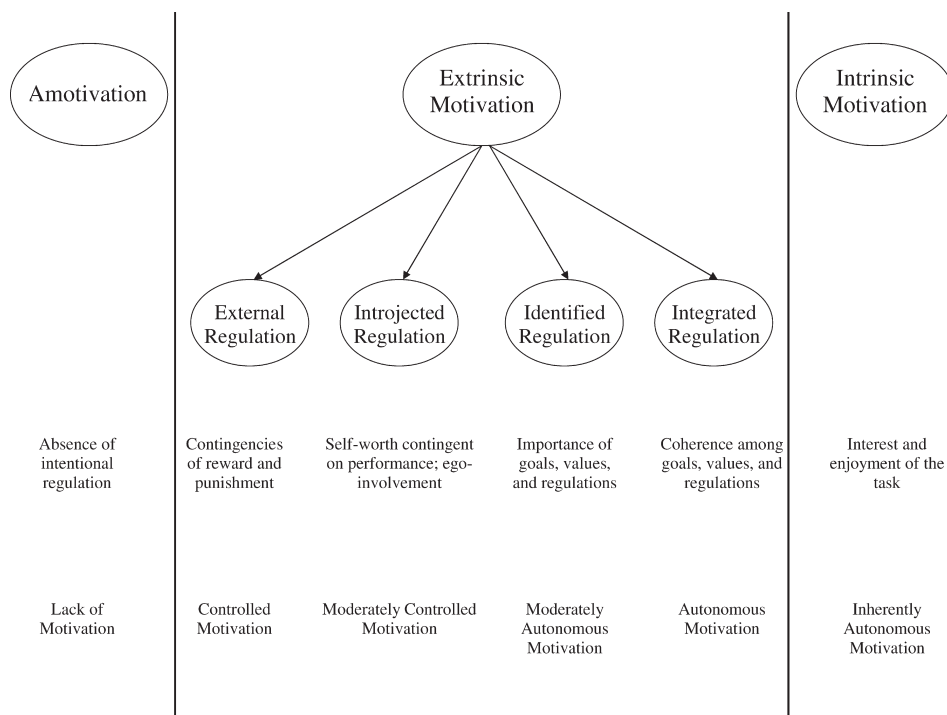 Amotivation
Extrinsic
Motivation
Intrinsic
Motivation
External
Regulation
Introjected
Regulation
Identified
Regulation
Integrated
Regulation
Absence of
intentional
regulation
Contingencies
of reward and
punishment
Self-worth contingent
on performance; ego-
involvement
Importance of
goals, values,
and regulations
Coherence among
goals, values, and
regulations
Interest and
enjoyment of the
task
Lack of
Motivation
Controlled
Motivation
Moderately Controlled
Motivation
Moderately
Autonomous
Motivation
Autonomous
Motivation
Inherently
Autonomous
Motivation